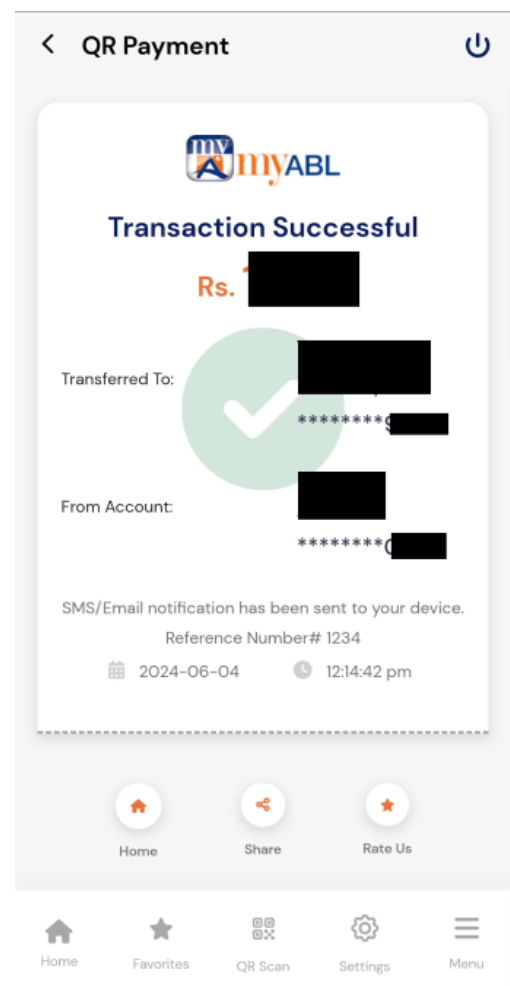 QR Payment
my myABL
Transaction Successful
Rs.
Transferred To:
********
From Account:
********
SMS/Email notification has been sent to your device.
Reference Number# 1234
2024-06-04 12:14:42 pm
Home Share Rate Us
Home Favorites QR Scan Settings Menu